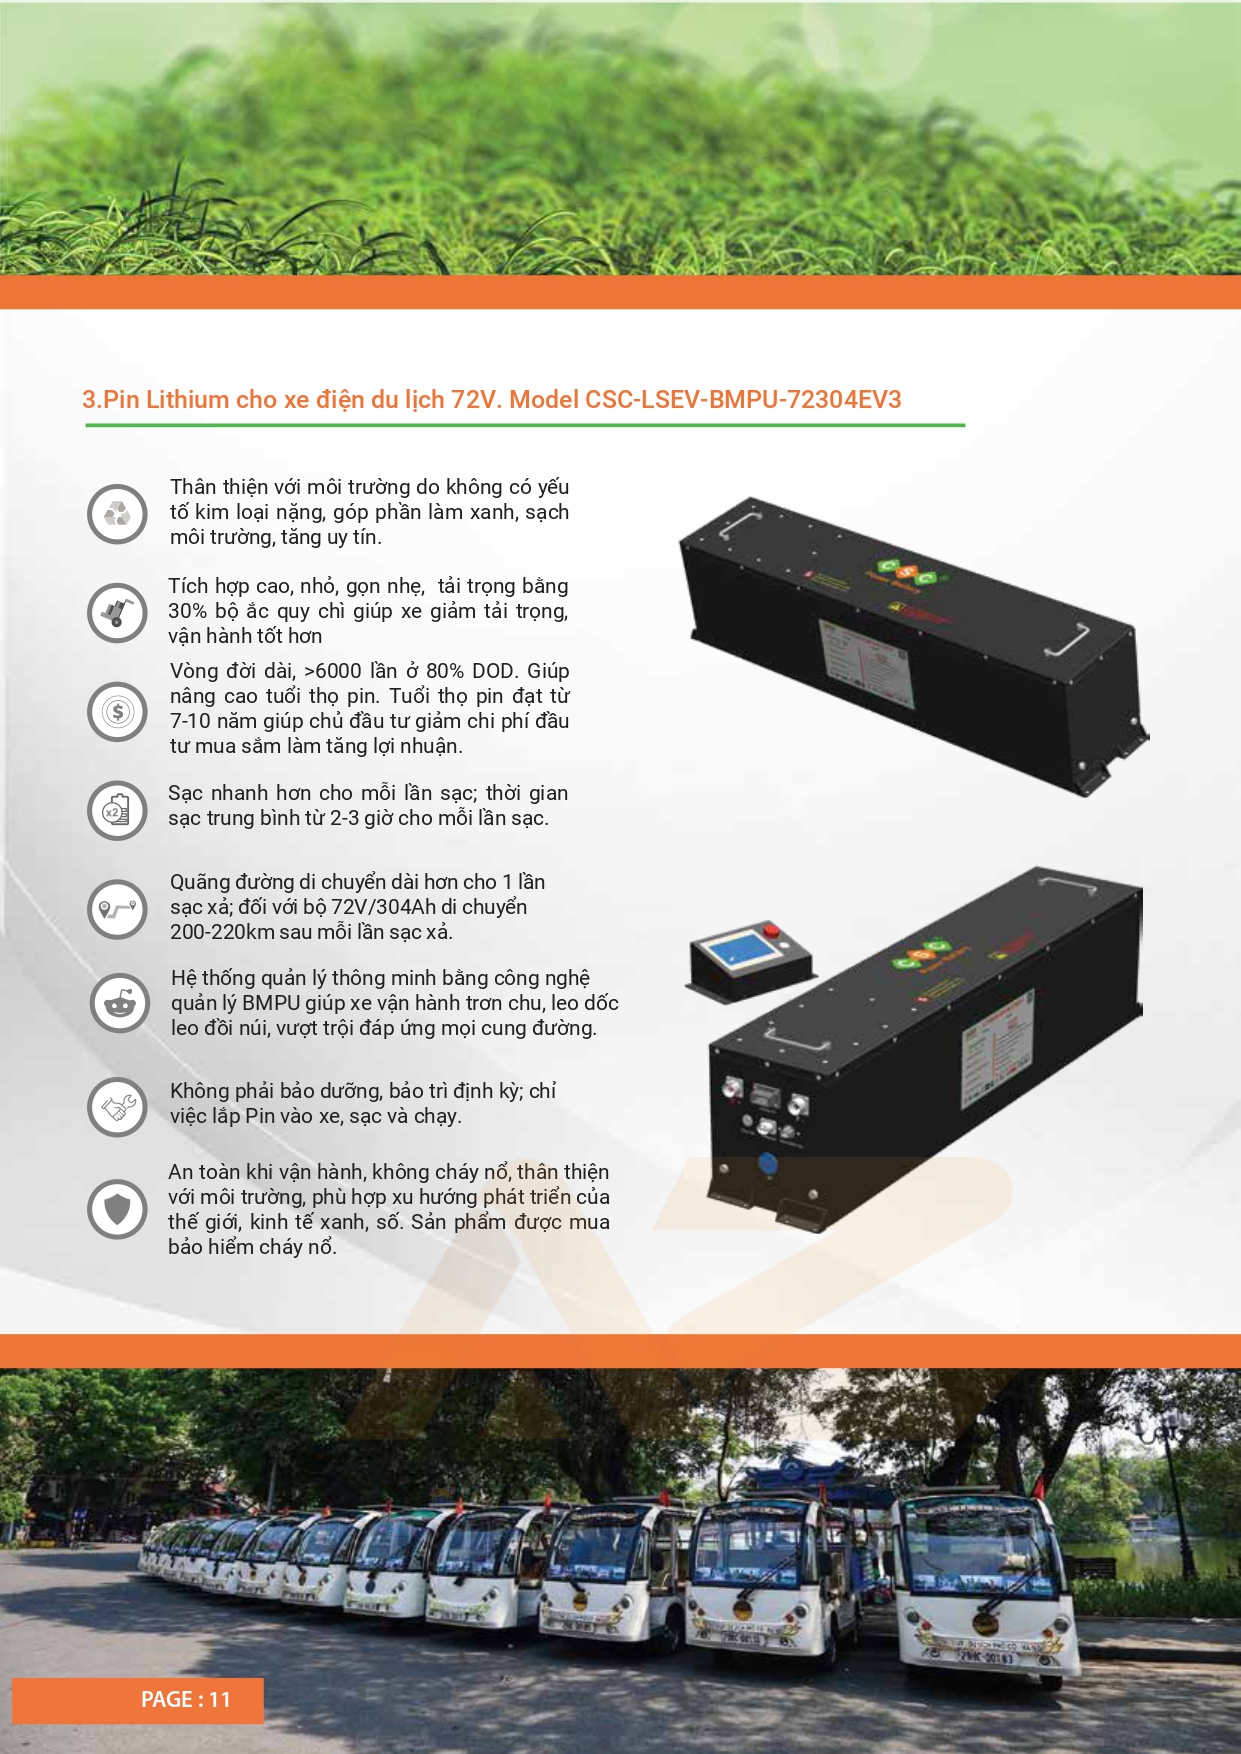 3.Pin Lithium cho xe điện du lịch 72V. Model CSC-LSEV-BMPU-72304EV3
Thân thiện với môi trường do không có yếu
tố kim loại nặng, góp phần làm xanh, sạch
môi trường, tăng uy tín.
Tích hợp cao, nhỏ, gọn nhẹ, tải trọng bằng
30% bộ ắc quy chì giúp xe giảm tải trọng,
vận hành tốt hơn
Vòng đời dài, >6000 lần ở 80% DOD. Giúp
nâng cao tuổi thọ pin. Tuổi thọ pin đạt từ
7-10 năm giúp chủ đầu tư giảm chi phí đầu
tư mua sắm làm tăng lợi nhuận.
x2
Sạc nhanh hơn cho mỗi lần sạc; thời gian
sạc trung bình từ 2-3 giờ cho mỗi lần sạc.
Quãng đường di chuyển dài hơn cho 1 lần
sạc xả; đối với bộ 72V/304Ah di chuyển
200-220km sau mỗi lần sạc xả.
Hệ thống quản lý thông minh bằng công nghệ
quản lý BMPU giúp xe vận hành trơn chu, leo dốc
leo đồi núi, vượt trội đáp ứng mọi cung đường.
Không phải bảo dưỡng, bảo trì định kỳ; chỉ
việc lắp Pin vào xe, sạc và chạy.
An toàn khi vận hành, không cháy nổ, thân thiện
với môi trường, phù hợp xu hướng phát triển của
thế giới, kinh tế xanh, số. Sản phẩm được mua
bảo hiểm cháy nổ.
CSC
Power Battery
CSC
Power Battery
PAGE : 11